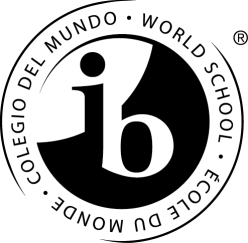 COLEGIO DEL MUNDO · WORLD SCHOOL · ÉCOLE DU MONDE ·
ib
®